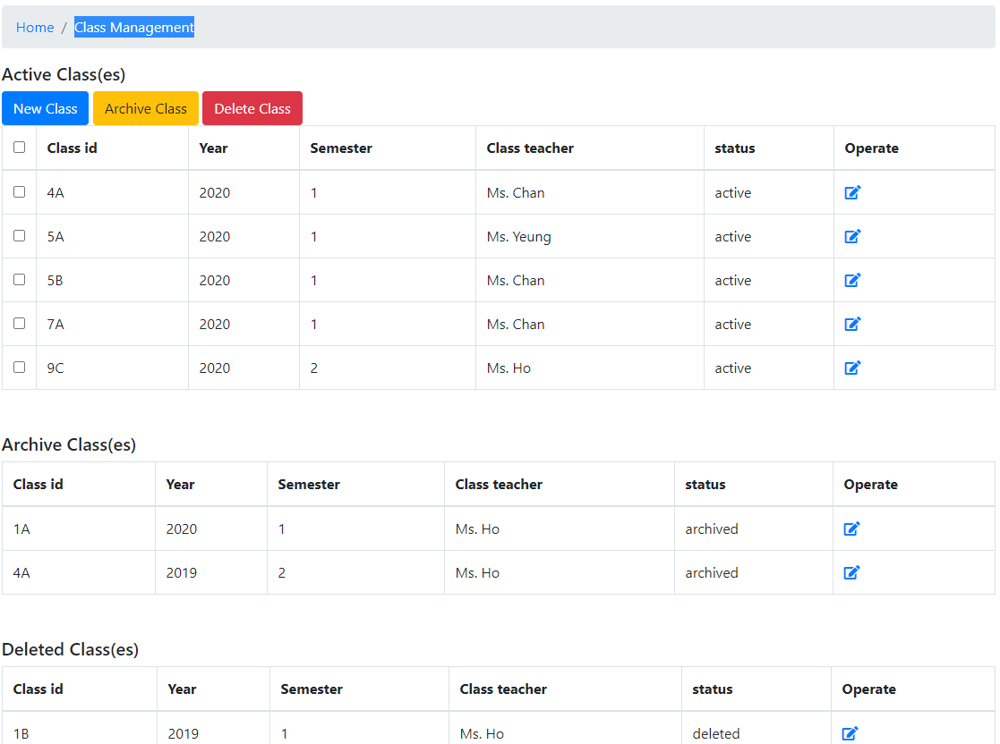 Home / Class Management
Active Class(es)
New Class Archive Class Delete Class
Class id Year Semester Class teacher status Operate
4A 2020 1 Ms. Chan active
5A 2020 1 Ms. Yeung active
5B 2020 1 Ms. Chan active
7A 2020 1 Ms. Chan active
9C 2020 2 Ms. Ho active
Archive Class(es)
Class id Year Semester Class teacher status Operate
1A 2020 1 Ms. Ho archived
4A 2019 2 Ms. Ho archived
Deleted Class(es)
Class id Year Semester Class teacher status Operate
1B 2019 1 Ms. Ho deleted